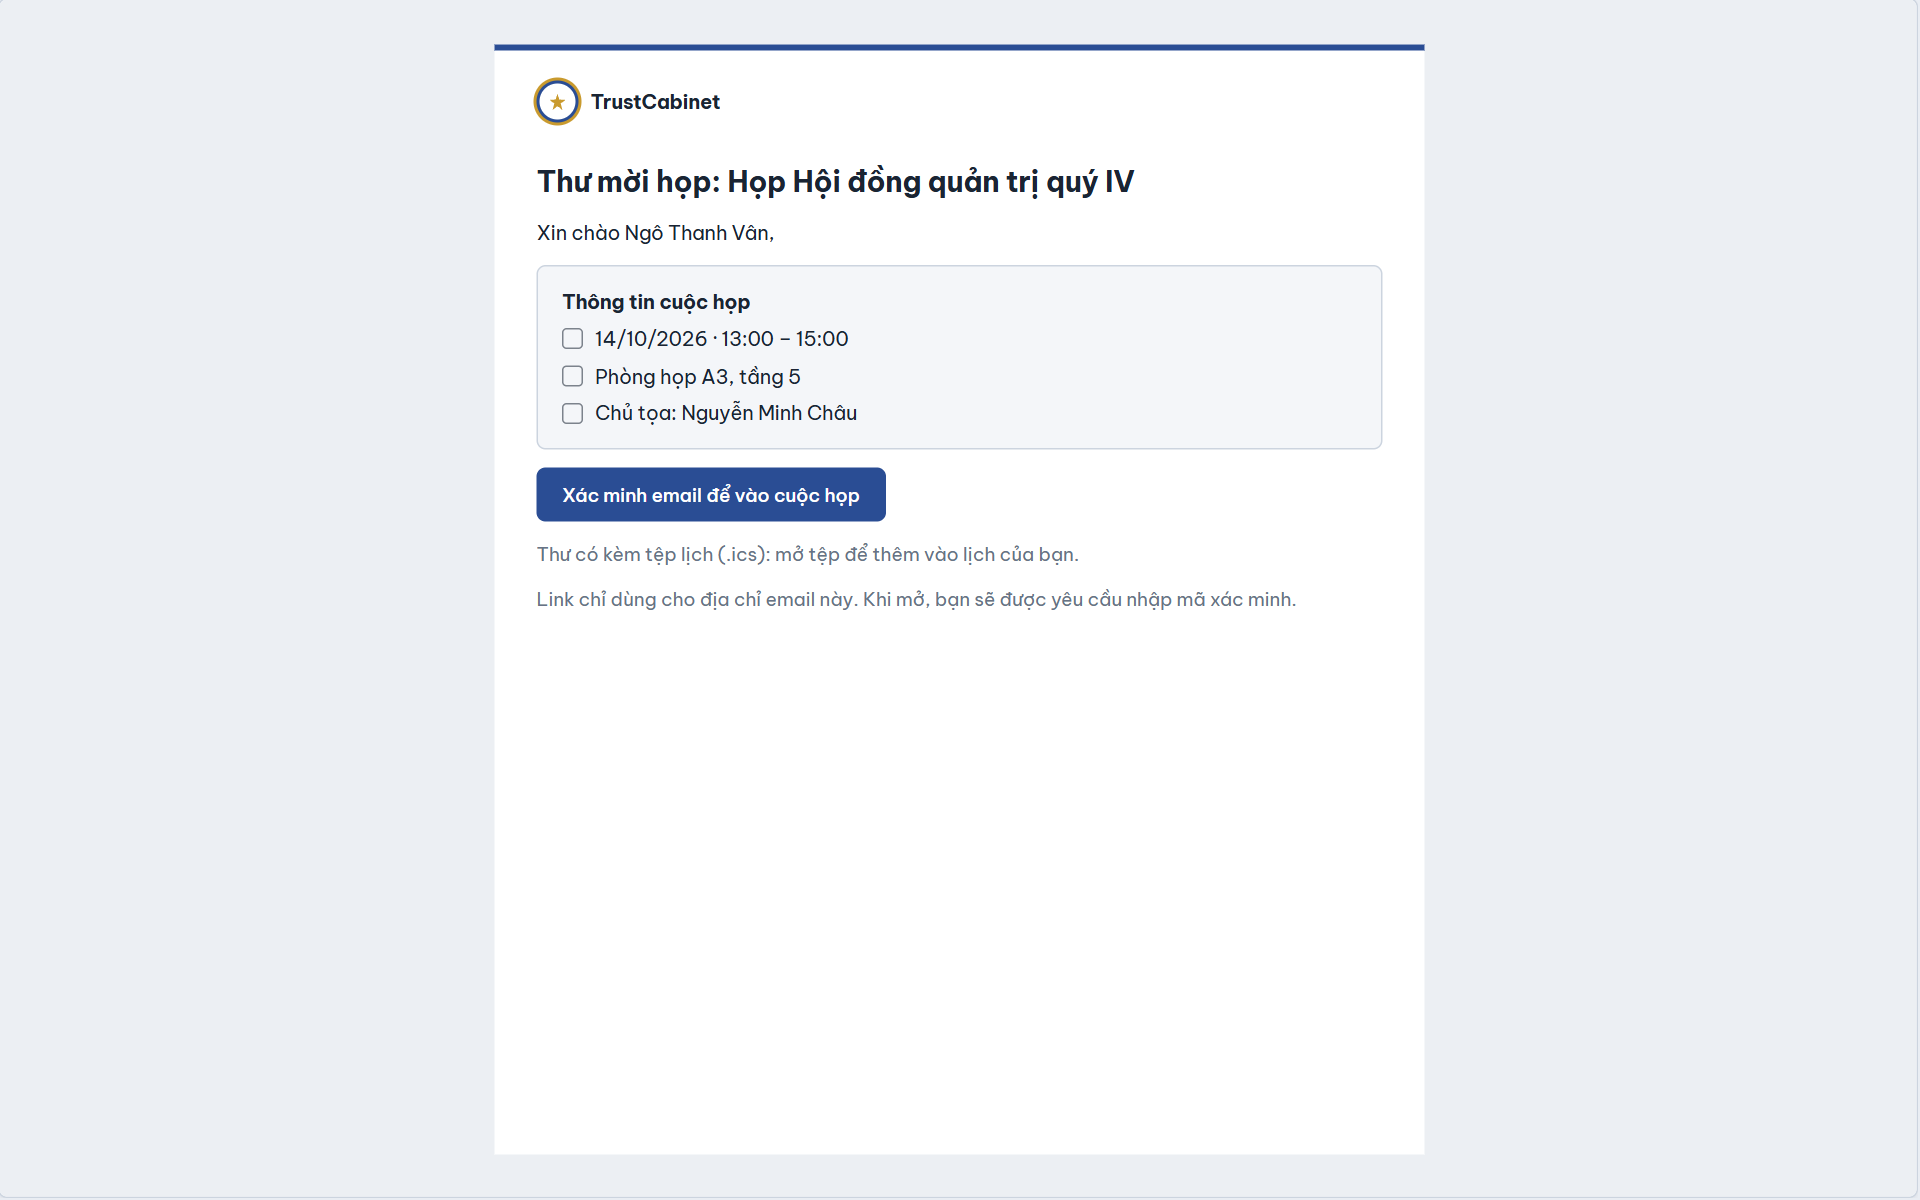 TrustCabinet
Thư mời họp: Họp Hội đồng quản trị quý IV
Xin chào Ngô Thanh Vân,
Thông tin cuộc họp
14/10/2026 · 13:00 – 15:00
Phòng họp A3, tầng 5
Chủ tọa: Nguyễn Minh Châu
Xác minh email để vào cuộc họp
Thư có kèm tệp lịch (.ics): mở tệp để thêm vào lịch của bạn.
Link chỉ dùng cho địa chỉ email này. Khi mở, bạn sẽ được yêu cầu nhập mã xác minh.